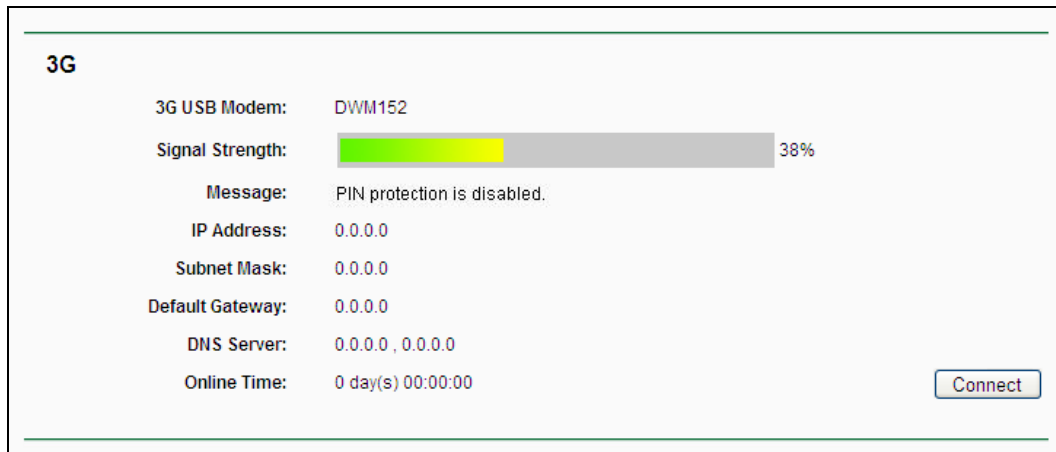 3G
3G USB Modem: DWM152
Signal Strength: 38%
Message: PIN protection is disabled.
IP Address: 0.0.0.0
Subnet Mask: 0.0.0.0
Default Gateway: 0.0.0.0
DNS Server: 0.0.0.0 , 0.0.0.0
Online Time: 0 day(s) 00:00:00 Connect